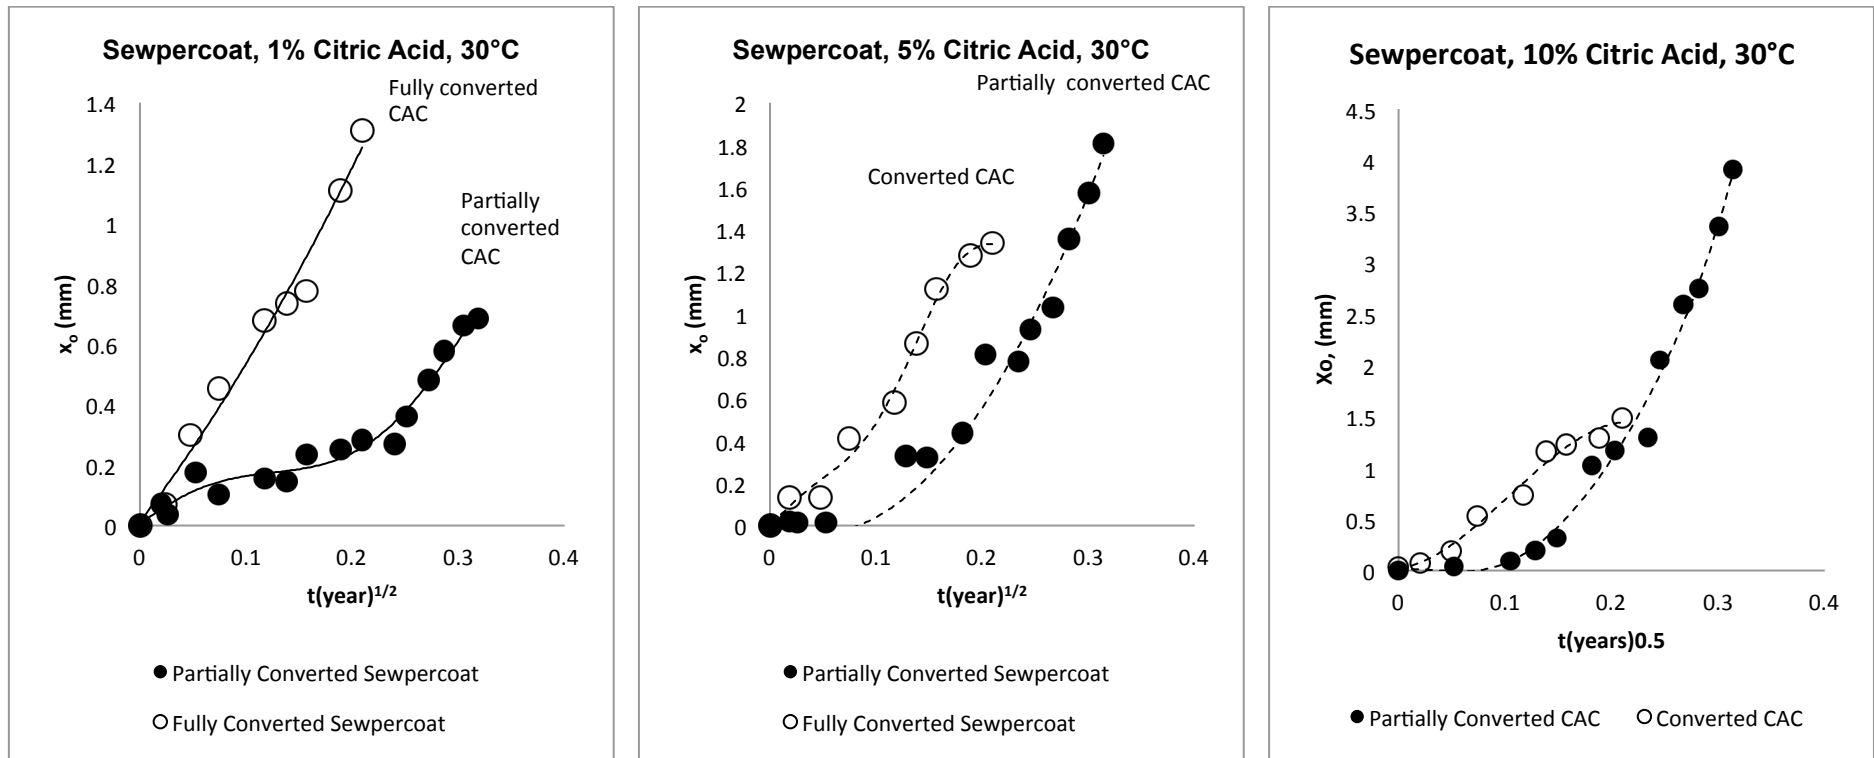 Sewpercoat, 1% Citric Acid, 30°C
Fully converted
CAC
Partially
converted
CAC
1.4
1.2
1
0.8
0.6
0.4
0.2
0
x₀ (mm)
0
0.1
0.2
0.3
0.4
t(year)^1/2
Partially Converted Sewpercoat
Fully Converted Sewpercoat
Sewpercoat, 5% Citric Acid, 30°C
Partially converted CAC
Converted CAC
2
1.8
1.6
1.4
1.2
1
0.8
0.6
0.4
0.2
0
x₀ (mm)
0
0.1
0.2
0.3
0.4
t(year)^1/2
Partially Converted Sewpercoat
Fully Converted Sewpercoat
Sewpercoat, 10% Citric Acid, 30°C
4.5
4
3.5
3
2.5
2
1.5
1
0.5
0
Xo, (mm)
0
0.1
0.2
0.3
0.4
t(years)0.5
Partially Converted CAC
Converted CAC